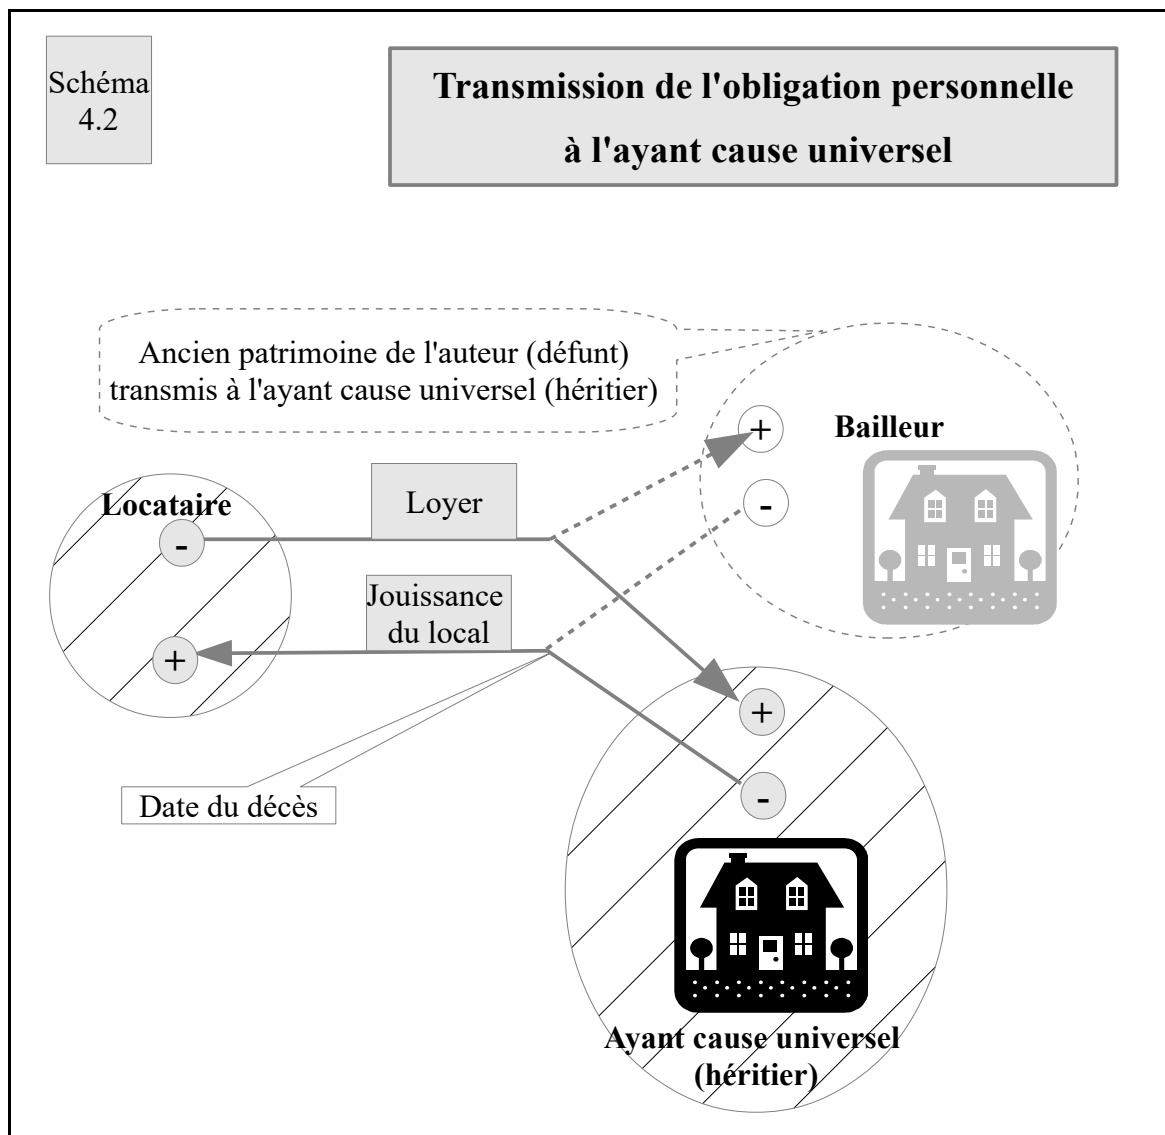 Schéma
4.2
Transmission de l'obligation personnelle
à l'ayant cause universel
Ancien patrimoine de l'auteur (défunt)
transmis à l'ayant cause universel (héritier)
+
Bailleur
-
Locataire
-
Loyer
Jouissance
du local
+
+
-
Date du décès
Ayant cause universel
(héritier)